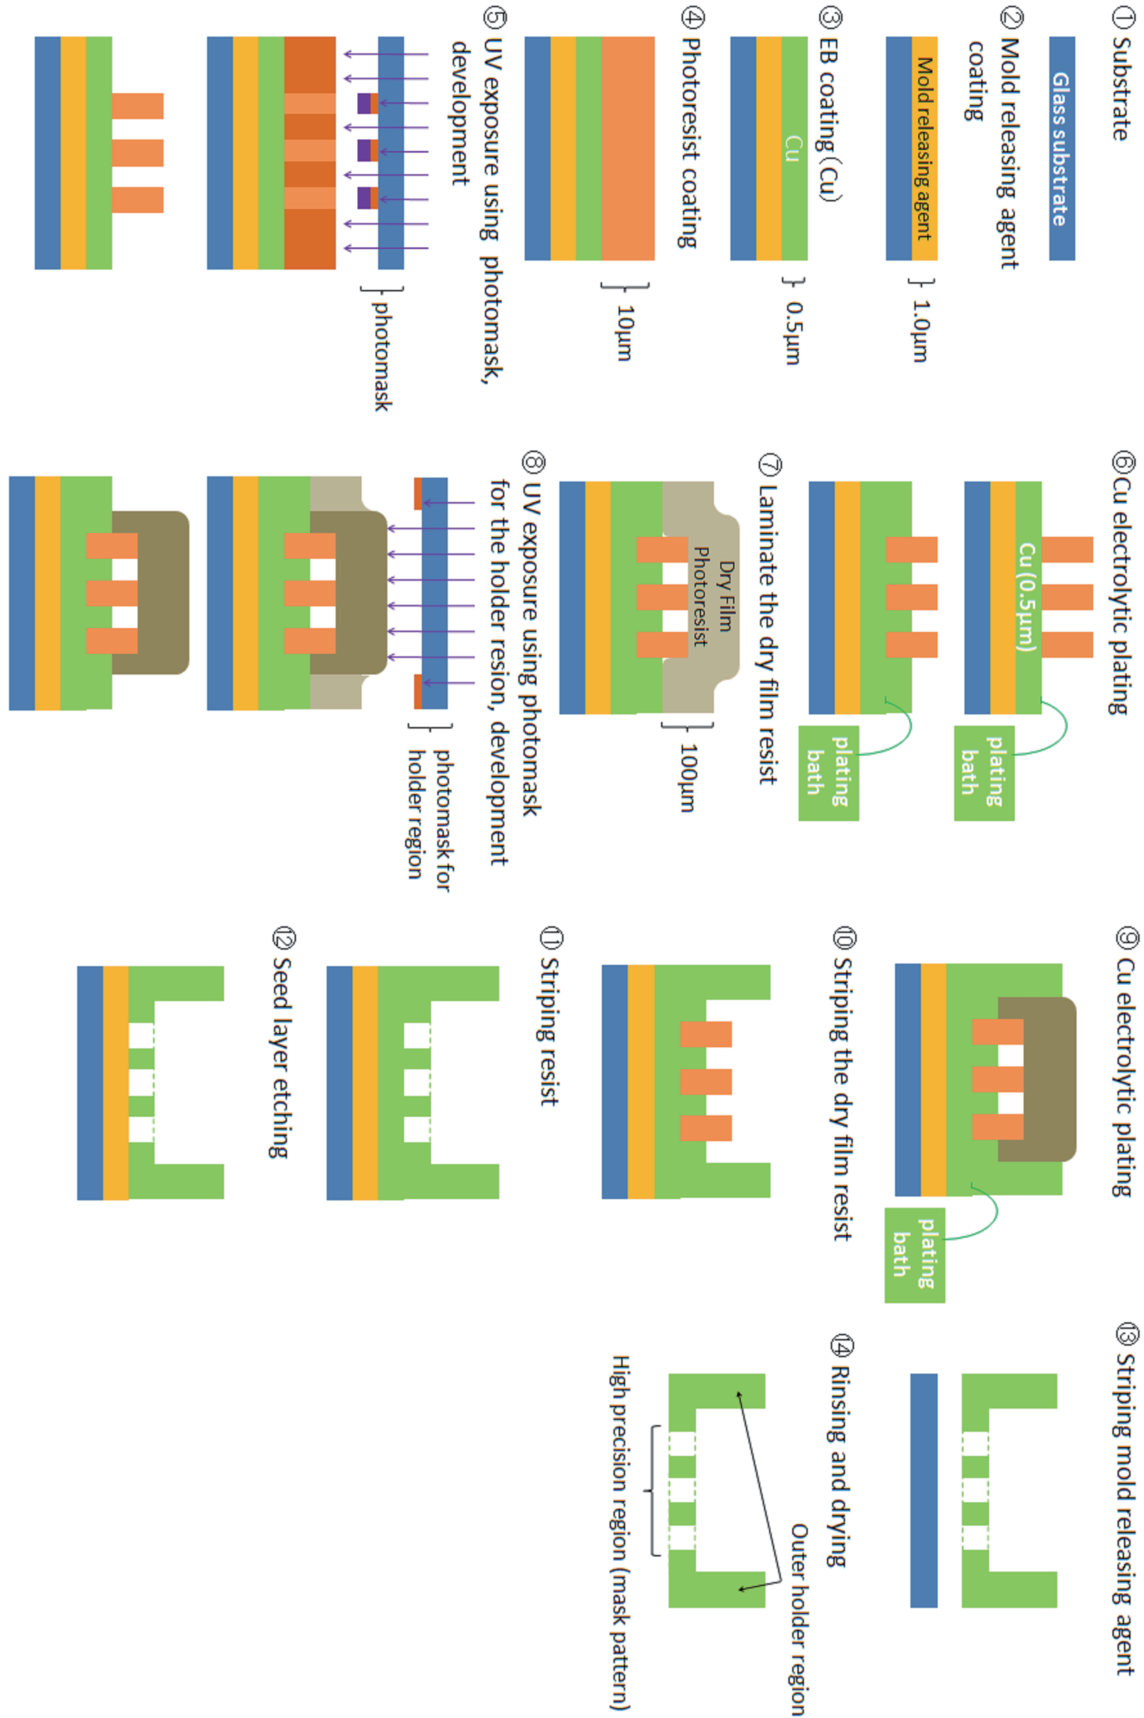 ① Substrate
Glass substrate
② Mold releasing agent
coating
Mold releasing agent
1.0μm
③ EB coating（Cu）
Cu
0.5μm
④ Photoresist coating
10μm
⑤ UV exposure using photomask,
development
photomask
⑥Cu electrolytic plating
Cu (0.5μm)
plating
bath
plating
bath
⑦ Laminate the dry film resist
Dry Film
Photoresist
100μm
⑧ UV exposure using photomask
for the holder resion, development
photomask for
holder region
⑨ Cu electrolytic plating
plating
bath
⑩ Striping the dry film resist
⑪ Striping resist
⑫ Seed layer etching
⑬ Striping mold releasing agent
⑭ Rinsing and drying
Outer holder region
High precision region (mask pattern)